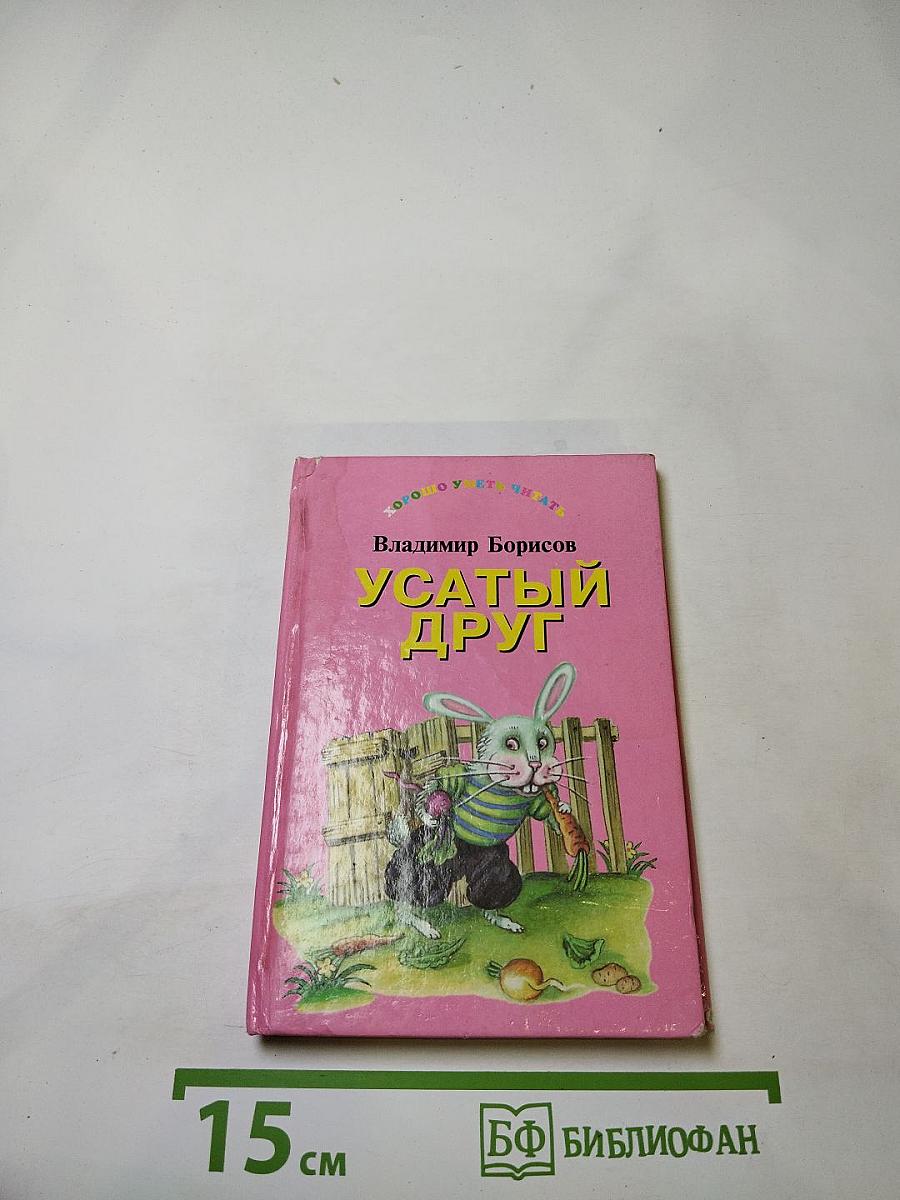 ХОРОШО УМЕТЬ ЧИТАТЬ
Владимир Борисов
УСАТЫЙ
ДРУГ
15 см
БФ БИБЛИОФАН